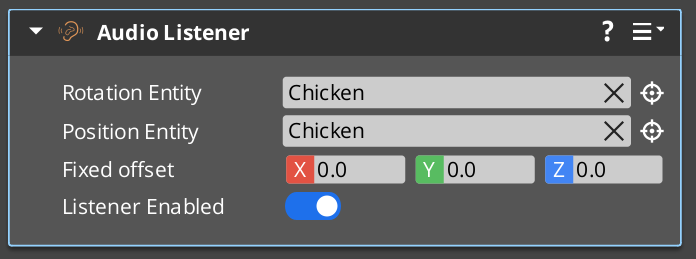 Audio Listener ?
Rotation Entity Chicken
Position Entity Chicken
Fixed offset X 0.0 Y 0.0 Z 0.0
Listener Enabled